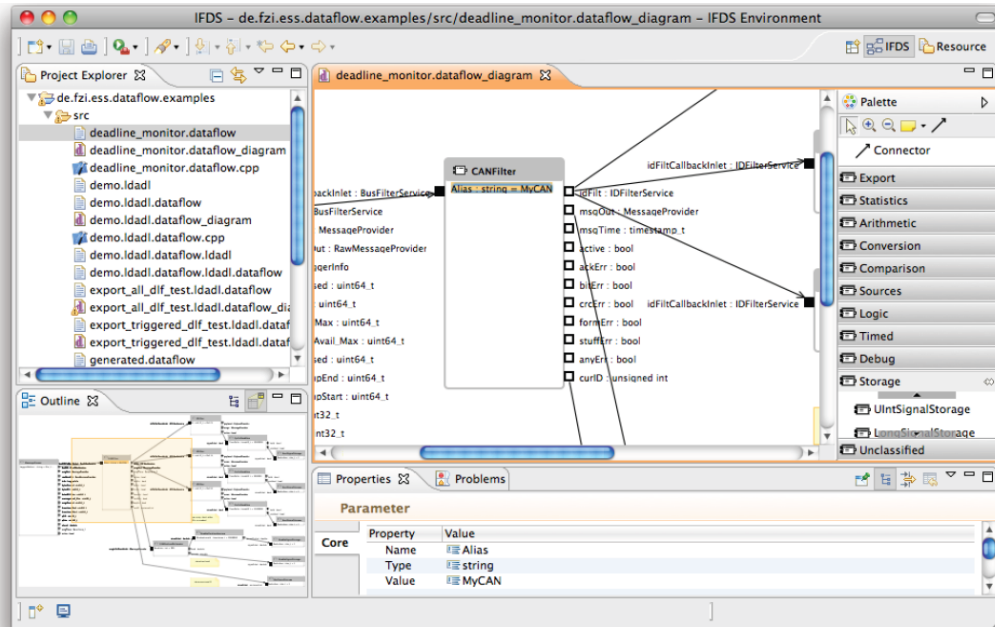 IFDS – de.fzi.ess.dataflow.examples/src/deadline_monitor.dataflow_diagram – IFDS Environment
IFDS Resource
Project Explorer
de.fzi.ess.dataflow.examples
src
deadline_monitor.dataflow
deadline_monitor.dataflow_diagram
deadline_monitor.dataflow.cpp
demo.ldadl
demo.ldadl.dataflow
demo.ldadl.dataflow_diagram
demo.ldadl.dataflow.cpp
demo.ldadl.dataflow.ldadl
demo.ldadl.dataflow.ldadl.dataflow
export_all_dlf_test.ldadl.dataflow
export_all_dlf_test.ldadl.dataflow_dia
export_triggered_dlf_test.ldadl.dataf
export_triggered_dlf_test.ldadl.dataf
generated.dataflow
Outline
deadline_monitor.dataflow_diagram
backInlet : BusFilterService
BusFilterService
MessageProvider
Out : RawMessageProvider
ggerInfo
sed : uint64_t
uint64_t
Max : uint64_t
Avail_Max : uint64_t
sed : uint64_t
mpEnd : uint64_t
mpStart : uint64_t
int32_t
nt32_t
CANFilter
Alias : string = MyCAN
idFilt : IDFilterService
msgOut : MessageProvider
msgTime : timestamp_t
active : bool
ackErr : bool
bitErr : bool
crcErr : bool
formErr : bool
stuffErr : bool
anyErr : bool
curID : unsigned int
idFiltCallbackInlet : IDFilterService
idFiltCallbackInlet : IDFilterService
Palette
Connector
Export
Statistics
Arithmetic
Conversion
Comparison
Sources
Logic
Timed
Debug
Storage
UIntSignalStorage
LongSignalStorage
Unclassified
Properties
Problems
Parameter
Core
Property Value
Name Alias
Type string
Value MyCAN